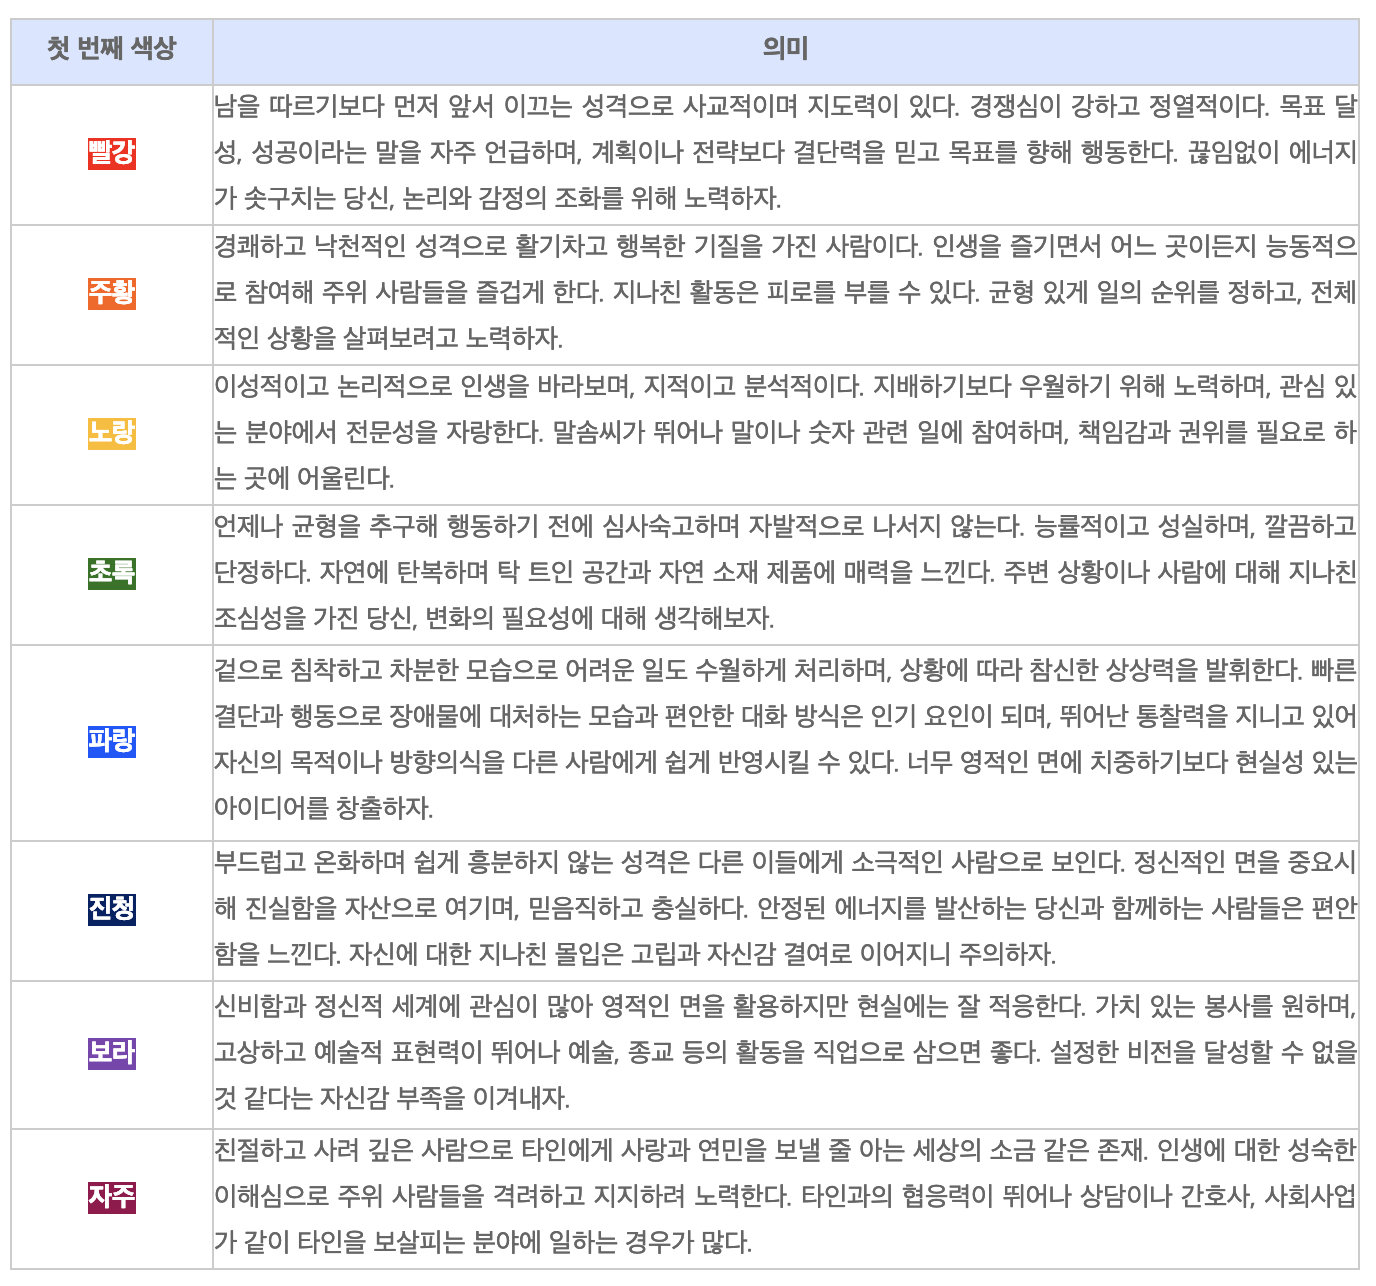 첫 번째 색상
의미
빨강
남을 따르기보다 먼저 앞서 이끄는 성격으로 사교적이며 지도력이 있다. 경쟁심이 강하고 정열적이다. 목표 달
성, 성공이라는 말을 자주 언급하며, 계획이나 전략보다 결단력을 믿고 목표를 향해 행동한다. 끊임없이 에너지
가 솟구치는 당신, 논리와 감정의 조화를 위해 노력하자.
주황
경쾌하고 낙천적인 성격으로 활기차고 행복한 기질을 가진 사람이다. 인생을 즐기면서 어느 곳이든지 능동적으
로 참여해 주위 사람들을 즐겁게 한다. 지나친 활동은 피로를 부를 수 있다. 균형 있게 일의 순위를 정하고, 전체
적인 상황을 살펴보려고 노력하자.
노랑
이성적이고 논리적으로 인생을 바라보며, 지적이고 분석적이다. 지배하기보다 우월하기 위해 노력하며, 관심 있
는 분야에서 전문성을 자랑한다. 말솜씨가 뛰어나 말이나 숫자 관련 일에 참여하며, 책임감과 권위를 필요로 하
는 곳에 어울린다.
초록
언제나 균형을 추구해 행동하기 전에 심사숙고하며 자발적으로 나서지 않는다. 능률적이고 성실하며, 깔끔하고
단정하다. 자연에 탄복하며 탁 트인 공간과 자연 소재 제품에 매력을 느낀다. 주변 상황이나 사람에 대해 지나친
조심성을 가진 당신, 변화의 필요성에 대해 생각해보자.
파랑
겉으로 침착하고 차분한 모습으로 어려운 일도 수월하게 처리하며, 상황에 따라 참신한 상상력을 발휘한다. 빠른
결단과 행동으로 장애물에 대처하는 모습과 편안한 대화 방식은 인기 요인이 되며, 뛰어난 통찰력을 지니고 있어
자신의 목적이나 방향의식을 다른 사람에게 쉽게 반영시킬 수 있다. 너무 영적인 면에 치중하기보다 현실성 있는
아이디어를 창출하자.
진청
부드럽고 온화하며 쉽게 흥분하지 않는 성격은 다른 이들에게 소극적인 사람으로 보인다. 정신적인 면을 중요시
해 진실함을 자산으로 여기며, 믿음직하고 충실하다. 안정된 에너지를 발산하는 당신과 함께하는 사람들은 편안
함을 느낀다. 자신에 대한 지나친 몰입은 고립과 자신감 결여로 이어지니 주의하자.
보라
신비함과 정신적 세계에 관심이 많아 영적인 면을 활용하지만 현실에는 잘 적응한다. 가치 있는 봉사를 원하며,
고상하고 예술적 표현력이 뛰어나 예술, 종교 등의 활동을 직업으로 삼으면 좋다. 설정한 비전을 달성할 수 없을
것 같다는 자신감 부족을 이겨내자.
자주
친절하고 사려 깊은 사람으로 타인에게 사랑과 연민을 보낼 줄 아는 세상의 소금 같은 존재. 인생에 대한 성숙한
이해심으로 주위 사람들을 격려하고 지지하려 노력한다. 타인과의 협응력이 뛰어나 상담이나 간호사, 사회사업
가 같이 타인을 보살피는 분야에 일하는 경우가 많다.